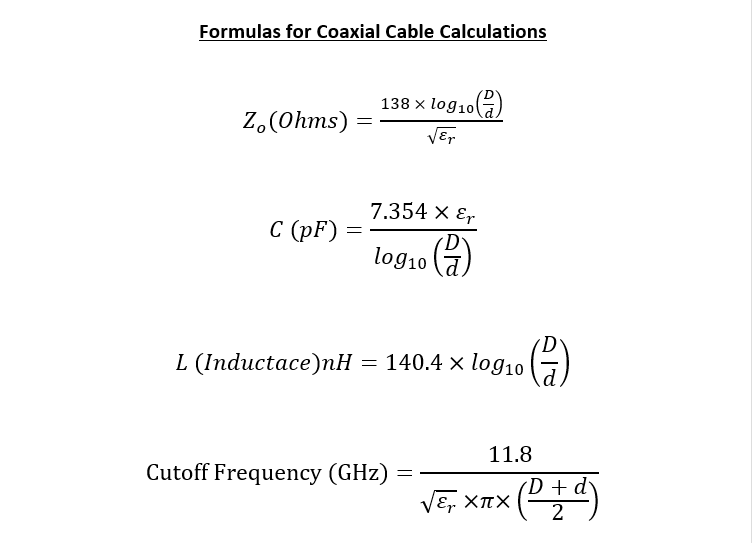 Formulas for Coaxial Cable Calculations
Z₀(Ohms) = 138 × log₁₀(D/d) / √εᵣ
C (pF) = 7.354 × εᵣ / log₁₀(D/d)
L (Inductace)nH = 140.4 × log₁₀(D/d)
Cutoff Frequency (GHz) = 11.8 / √εᵣ ×π× (D + d/2)